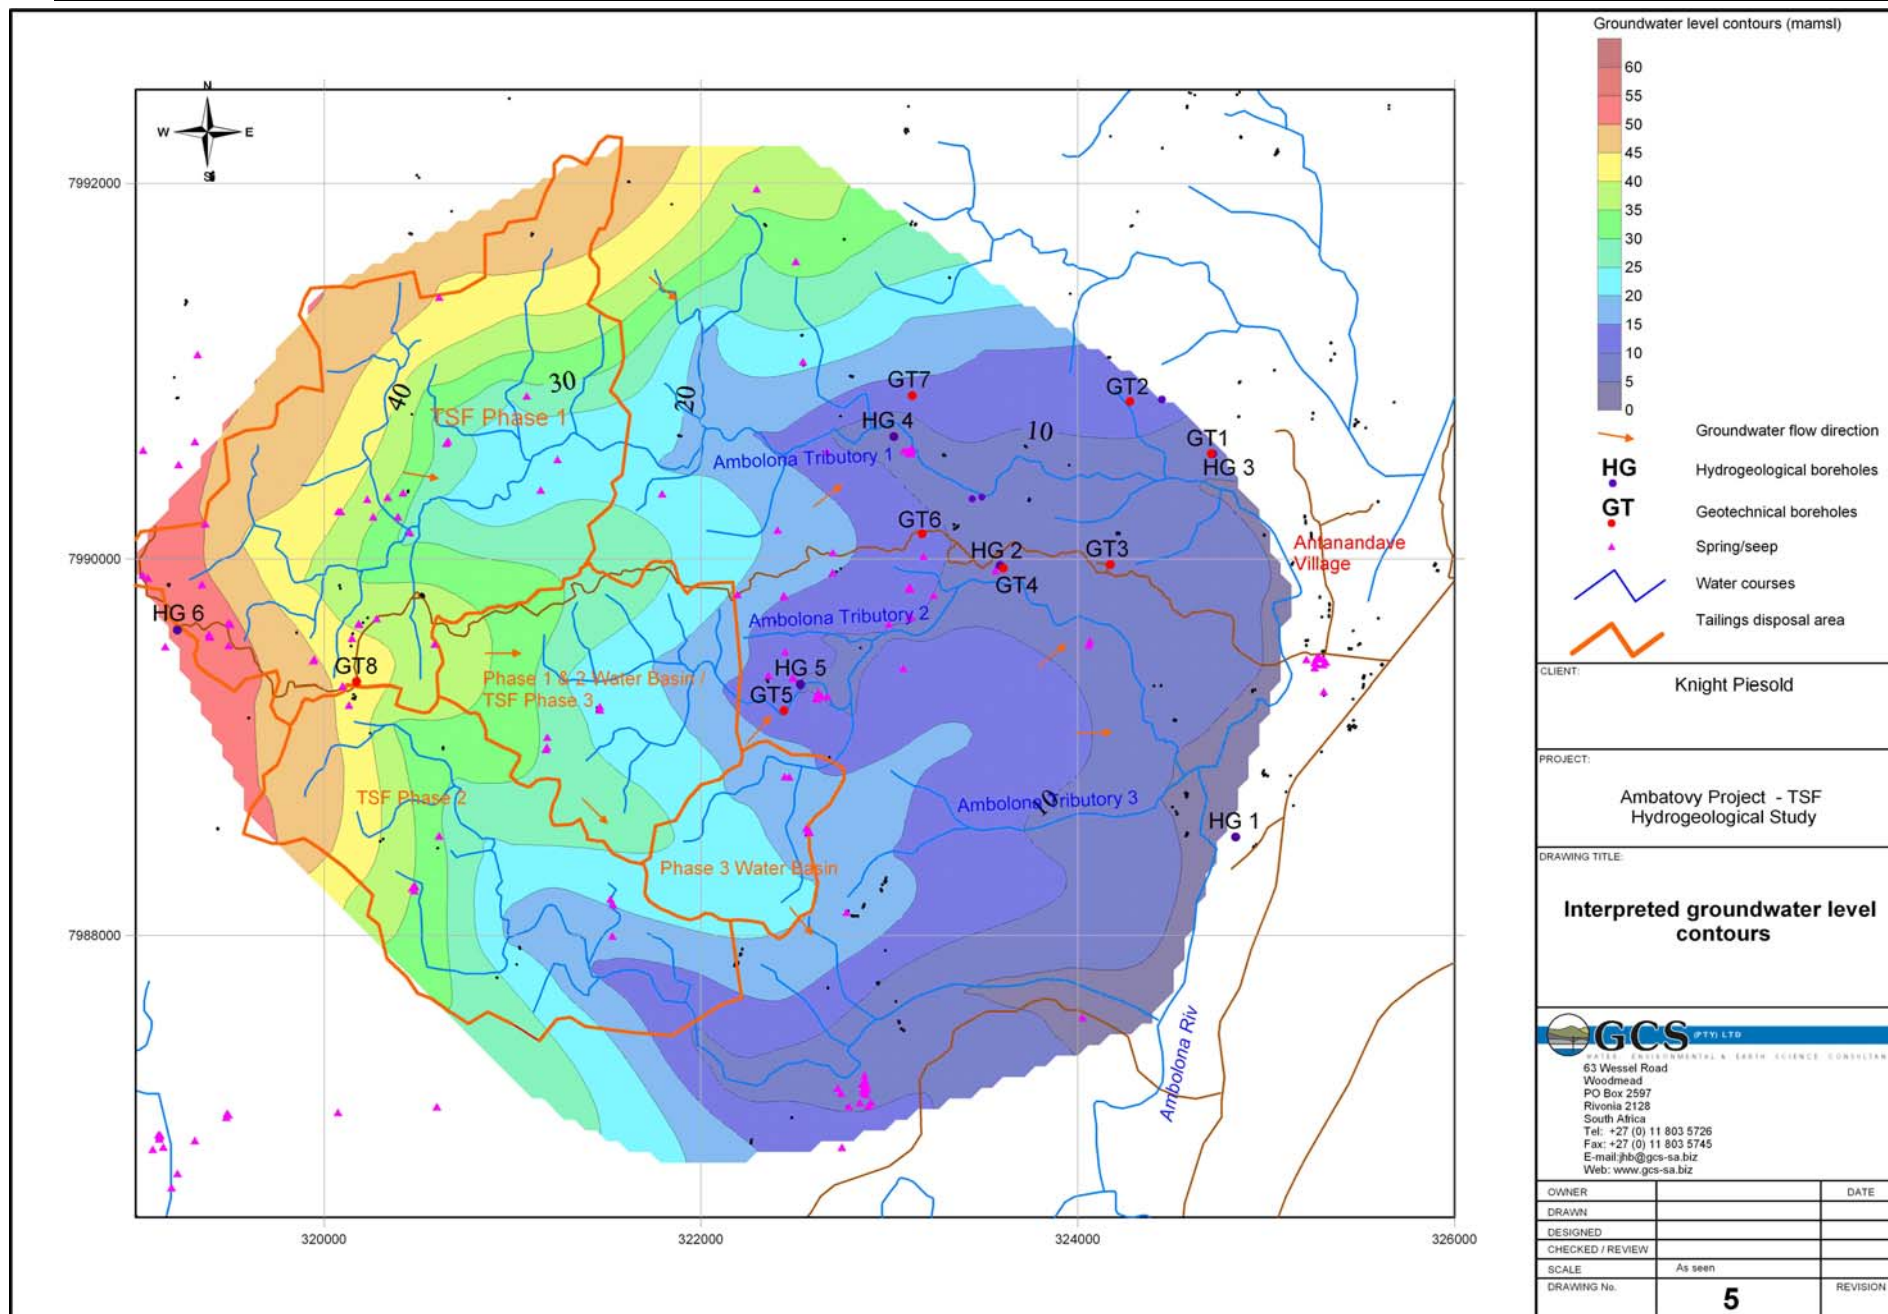 Groundwater level contours (mamsl)
60
55
50
45
40
35
30
25
20
15
10
5
0
Groundwater flow direction
HG
Hydrogeological boreholes
GT
Geotechnical boreholes
Spring/seep
Water courses
Tailings disposal area
CLIENT:
Knight Piesold
PROJECT:
Ambatovy Project - TSF
Hydrogeological Study
DRAWING TITLE:
Interpreted groundwater level
contours
GCS (PTY) LTD
63 Wessel Road
Woodmead
PO Box 2597
Rivonia 2128
South Africa
Tel: +27 (0) 11 803 5726
Fax: +27 (0) 11 803 5745
E-mail:jhb@gcs-sa.biz
Web: www.gcs-sa.biz
OWNER
DATE
DRAWN
DESIGNED
CHECKED / REVIEW
SCALE
As seen
DRAWING No.
5
REVISION
N
W
E
S
7992000
7990000
7988000
320000
322000
324000
326000
40
30
20
10
10
TSF Phase 1
GT7
HG 4
GT2
GT1
HG 3
Ambolona Tributory 1
GT6
HG 2
GT4
GT3
Antanandave
Village
HG 6
GT8
Ambolona Tributory 2
HG 5
GT5
Phase 1 & 2 Water Basin /
TSF Phase 3
TSF Phase 2
Ambolona Tributory 3
HG 1
Phase 3 Water Basin
Ambolona Riv